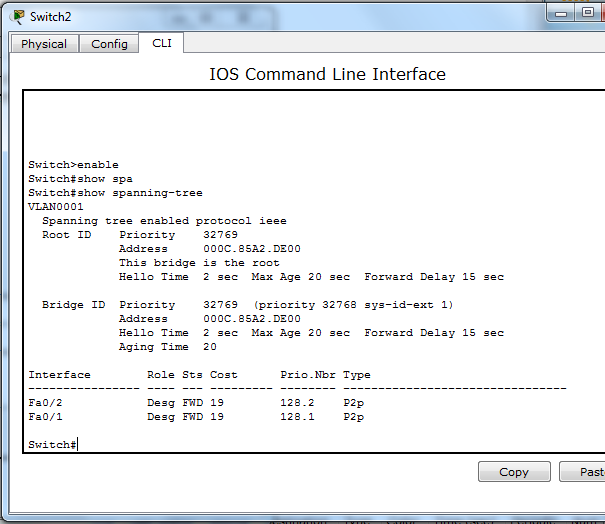 Switch2
Physical Config CLI
IOS Command Line Interface
Switch>enable
Switch#show spa
Switch#show spanning-tree
VLAN0001
  Spanning tree enabled protocol ieee
  Root ID    Priority    32769
             Address     000C.85A2.DE00
             This bridge is the root
             Hello Time  2 sec  Max Age 20 sec  Forward Delay 15 sec
  Bridge ID  Priority    32769  (priority 32768 sys-id-ext 1)
             Address     000C.85A2.DE00
             Hello Time  2 sec  Max Age 20 sec  Forward Delay 15 sec
             Aging Time  20
Interface        Role Sts Cost      Prio.Nbr Type
---------------- ---- --- --------- -------- --------------------------------
Fa0/2            Desg FWD 19        128.2    P2p
Fa0/1            Desg FWD 19        128.1    P2p
Switch#
Copy Past